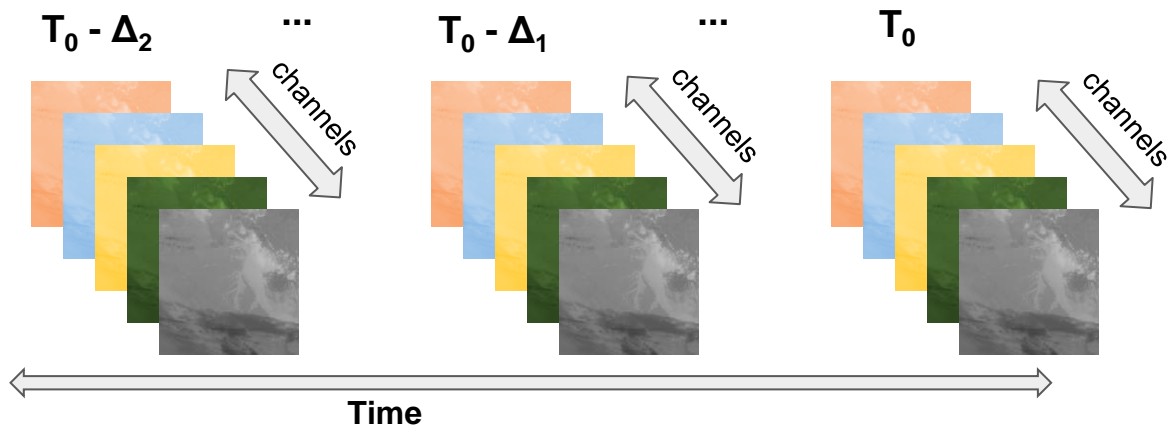 T₀ - Δ₂ ... T₀ - Δ₁ ... T₀
channels channels channels
Time